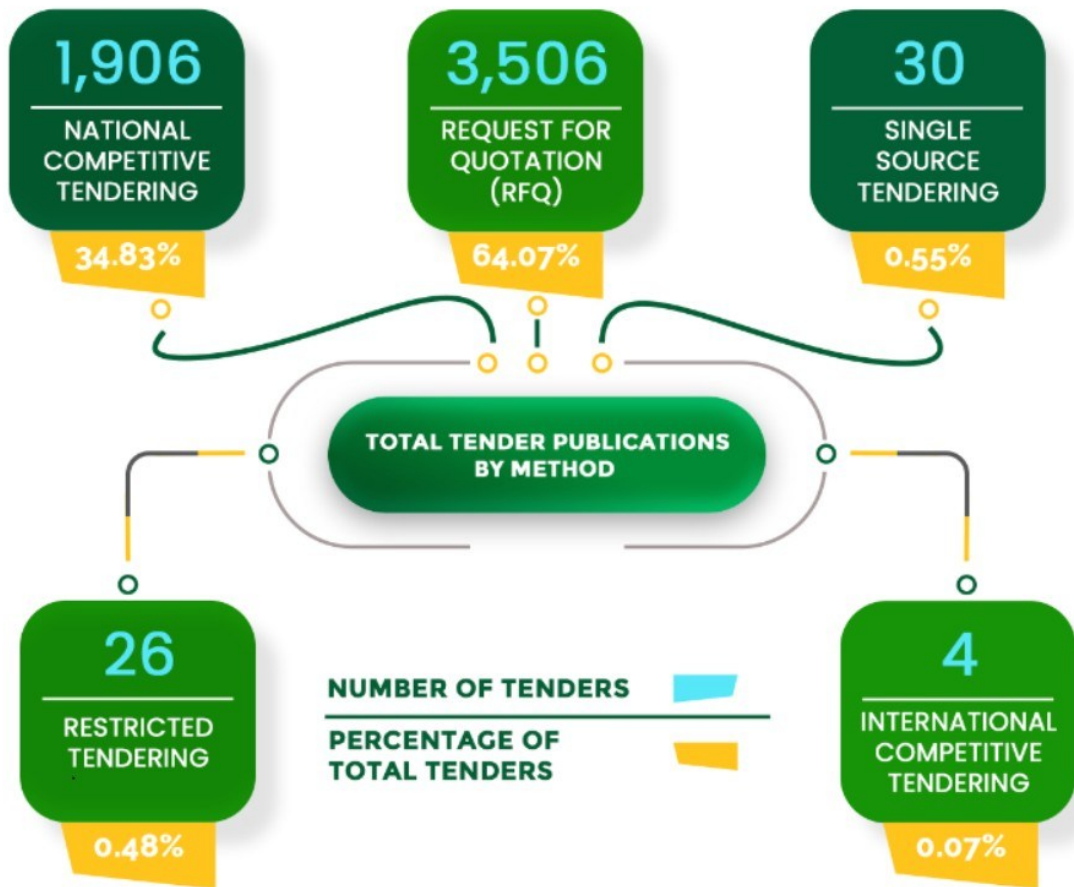 1,906
NATIONAL
COMPETITIVE
TENDERING
34.83%
3,506
REQUEST FOR
QUOTATION
(RFQ)
64.07%
30
SINGLE
SOURCE
TENDERING
0.55%
TOTAL TENDER PUBLICATIONS
BY METHOD
26
RESTRICTED
TENDERING
0.48%
NUMBER OF TENDERS
PERCENTAGE OF
TOTAL TENDERS
4
INTERNATIONAL
COMPETITIVE
TENDERING
0.07%